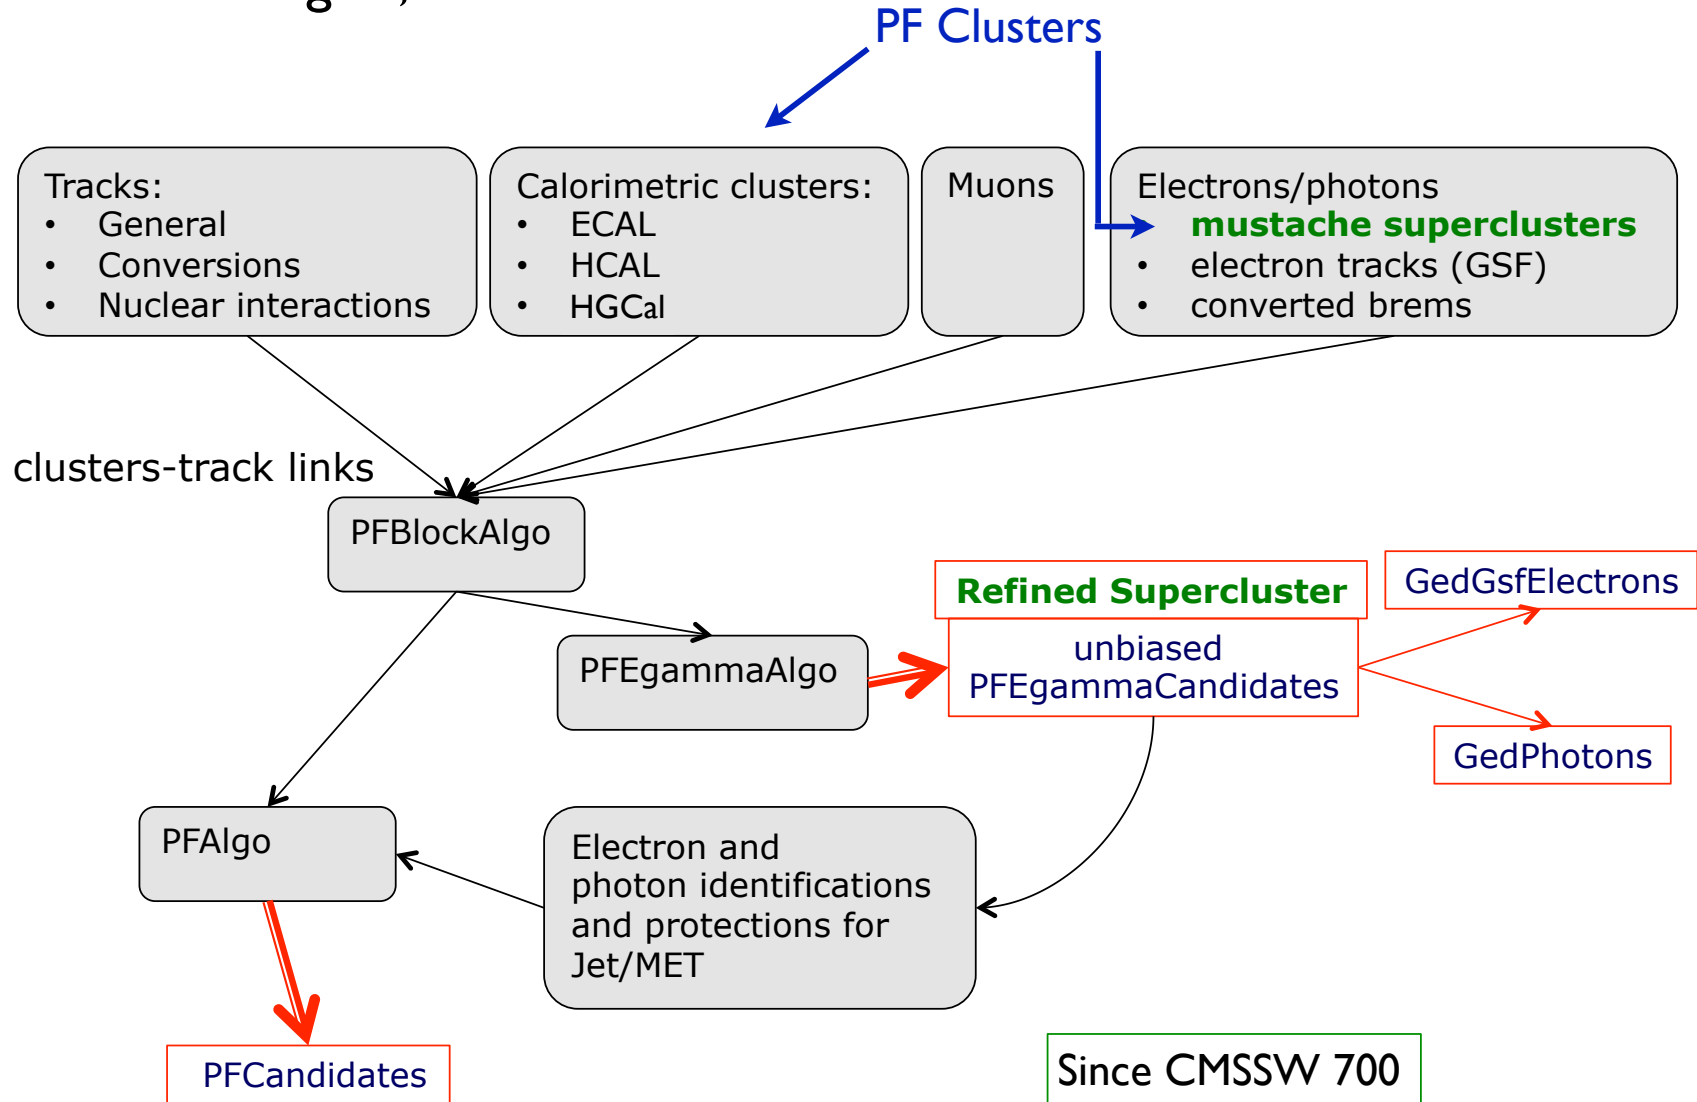 PF Clusters
Tracks:
• General
• Conversions
• Nuclear interactions
Calorimetric clusters:
• ECAL
• HCAL
• HGCal
Muons
Electrons/photons
mustache superclusters
• electron tracks (GSF)
• converted brems
clusters-track links
PFBlockAlgo
PFEgammaAlgo
Refined Supercluster
unbiased
PFEgammaCandidates
GedGsfElectrons
GedPhotons
PFAlgo
Electron and
photon identifications
and protections for
Jet/MET
PFCandidates
Since CMSSW 700